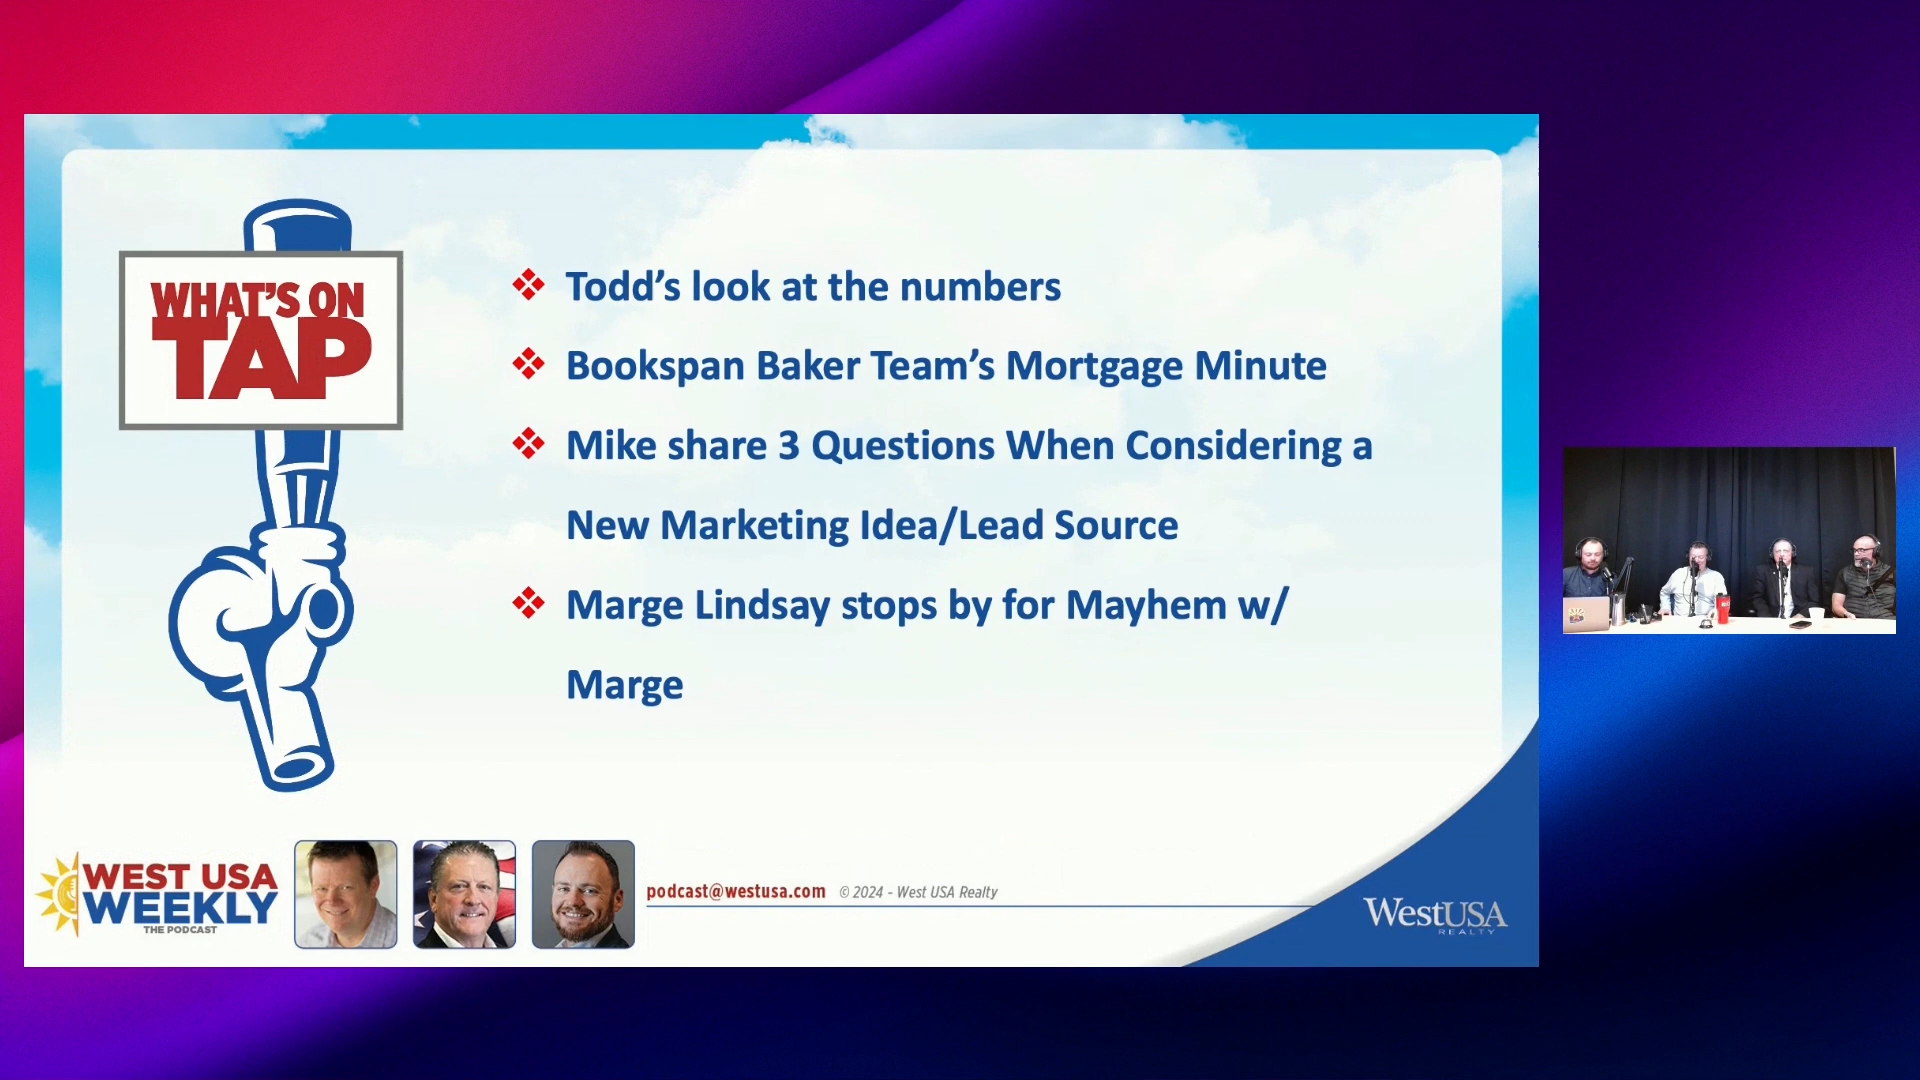 WHAT'S ON
TAP
Todd’s look at the numbers
Bookspan Baker Team’s Mortgage Minute
Mike share 3 Questions When Considering a
New Marketing Idea/Lead Source
Marge Lindsay stops by for Mayhem w/
Marge
WEST USA
WEEKLY
THE PODCAST
podcast@westusa.com © 2024 - West USA Realty
WestUSA
REALTY